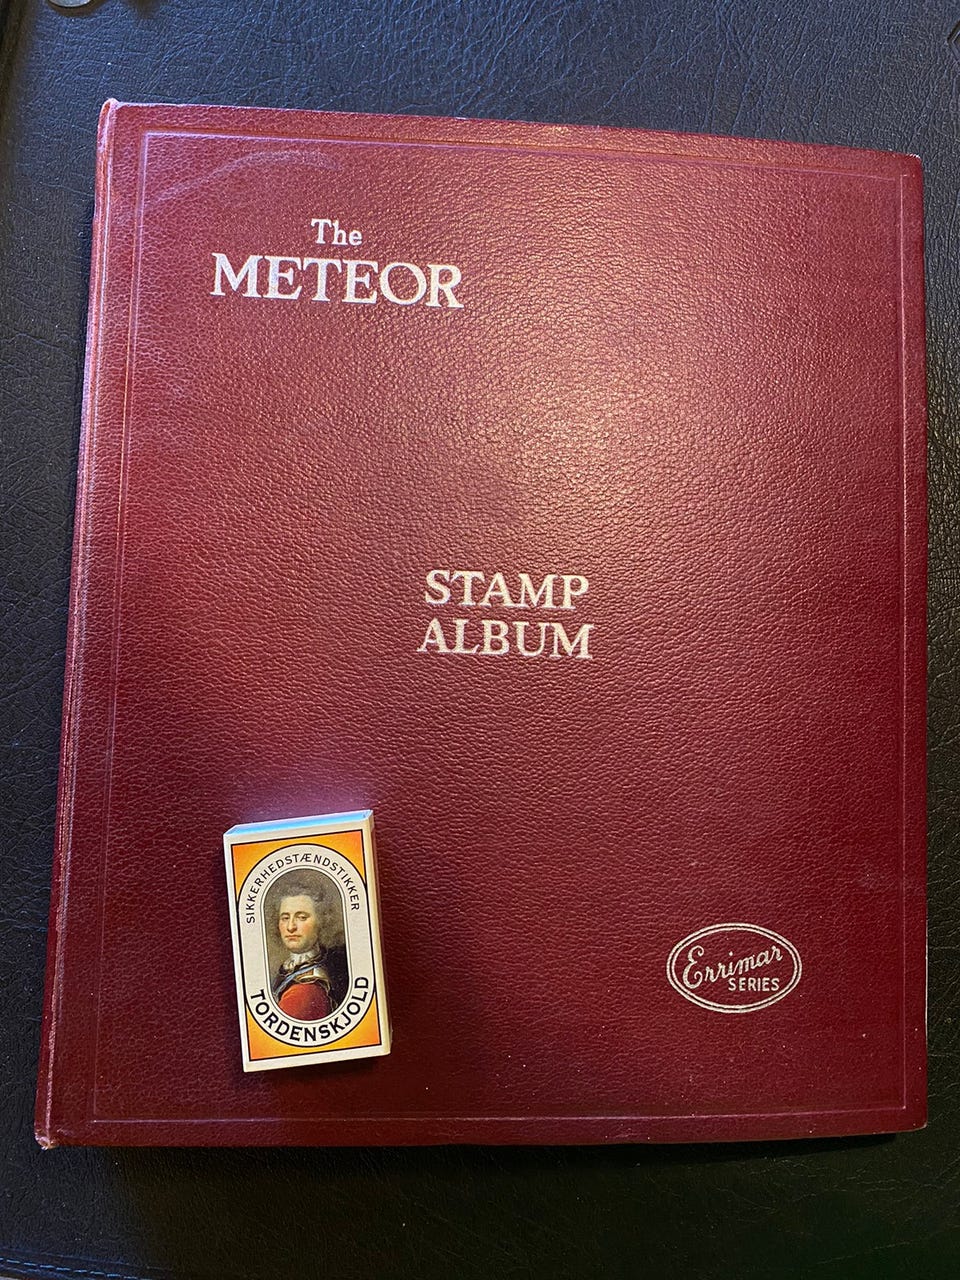 The
METEOR
STAMP
ALBUM
SIKKERHEDSTÆNDSTIKKER
TORDENSKJOLD
Errimar
SERIES